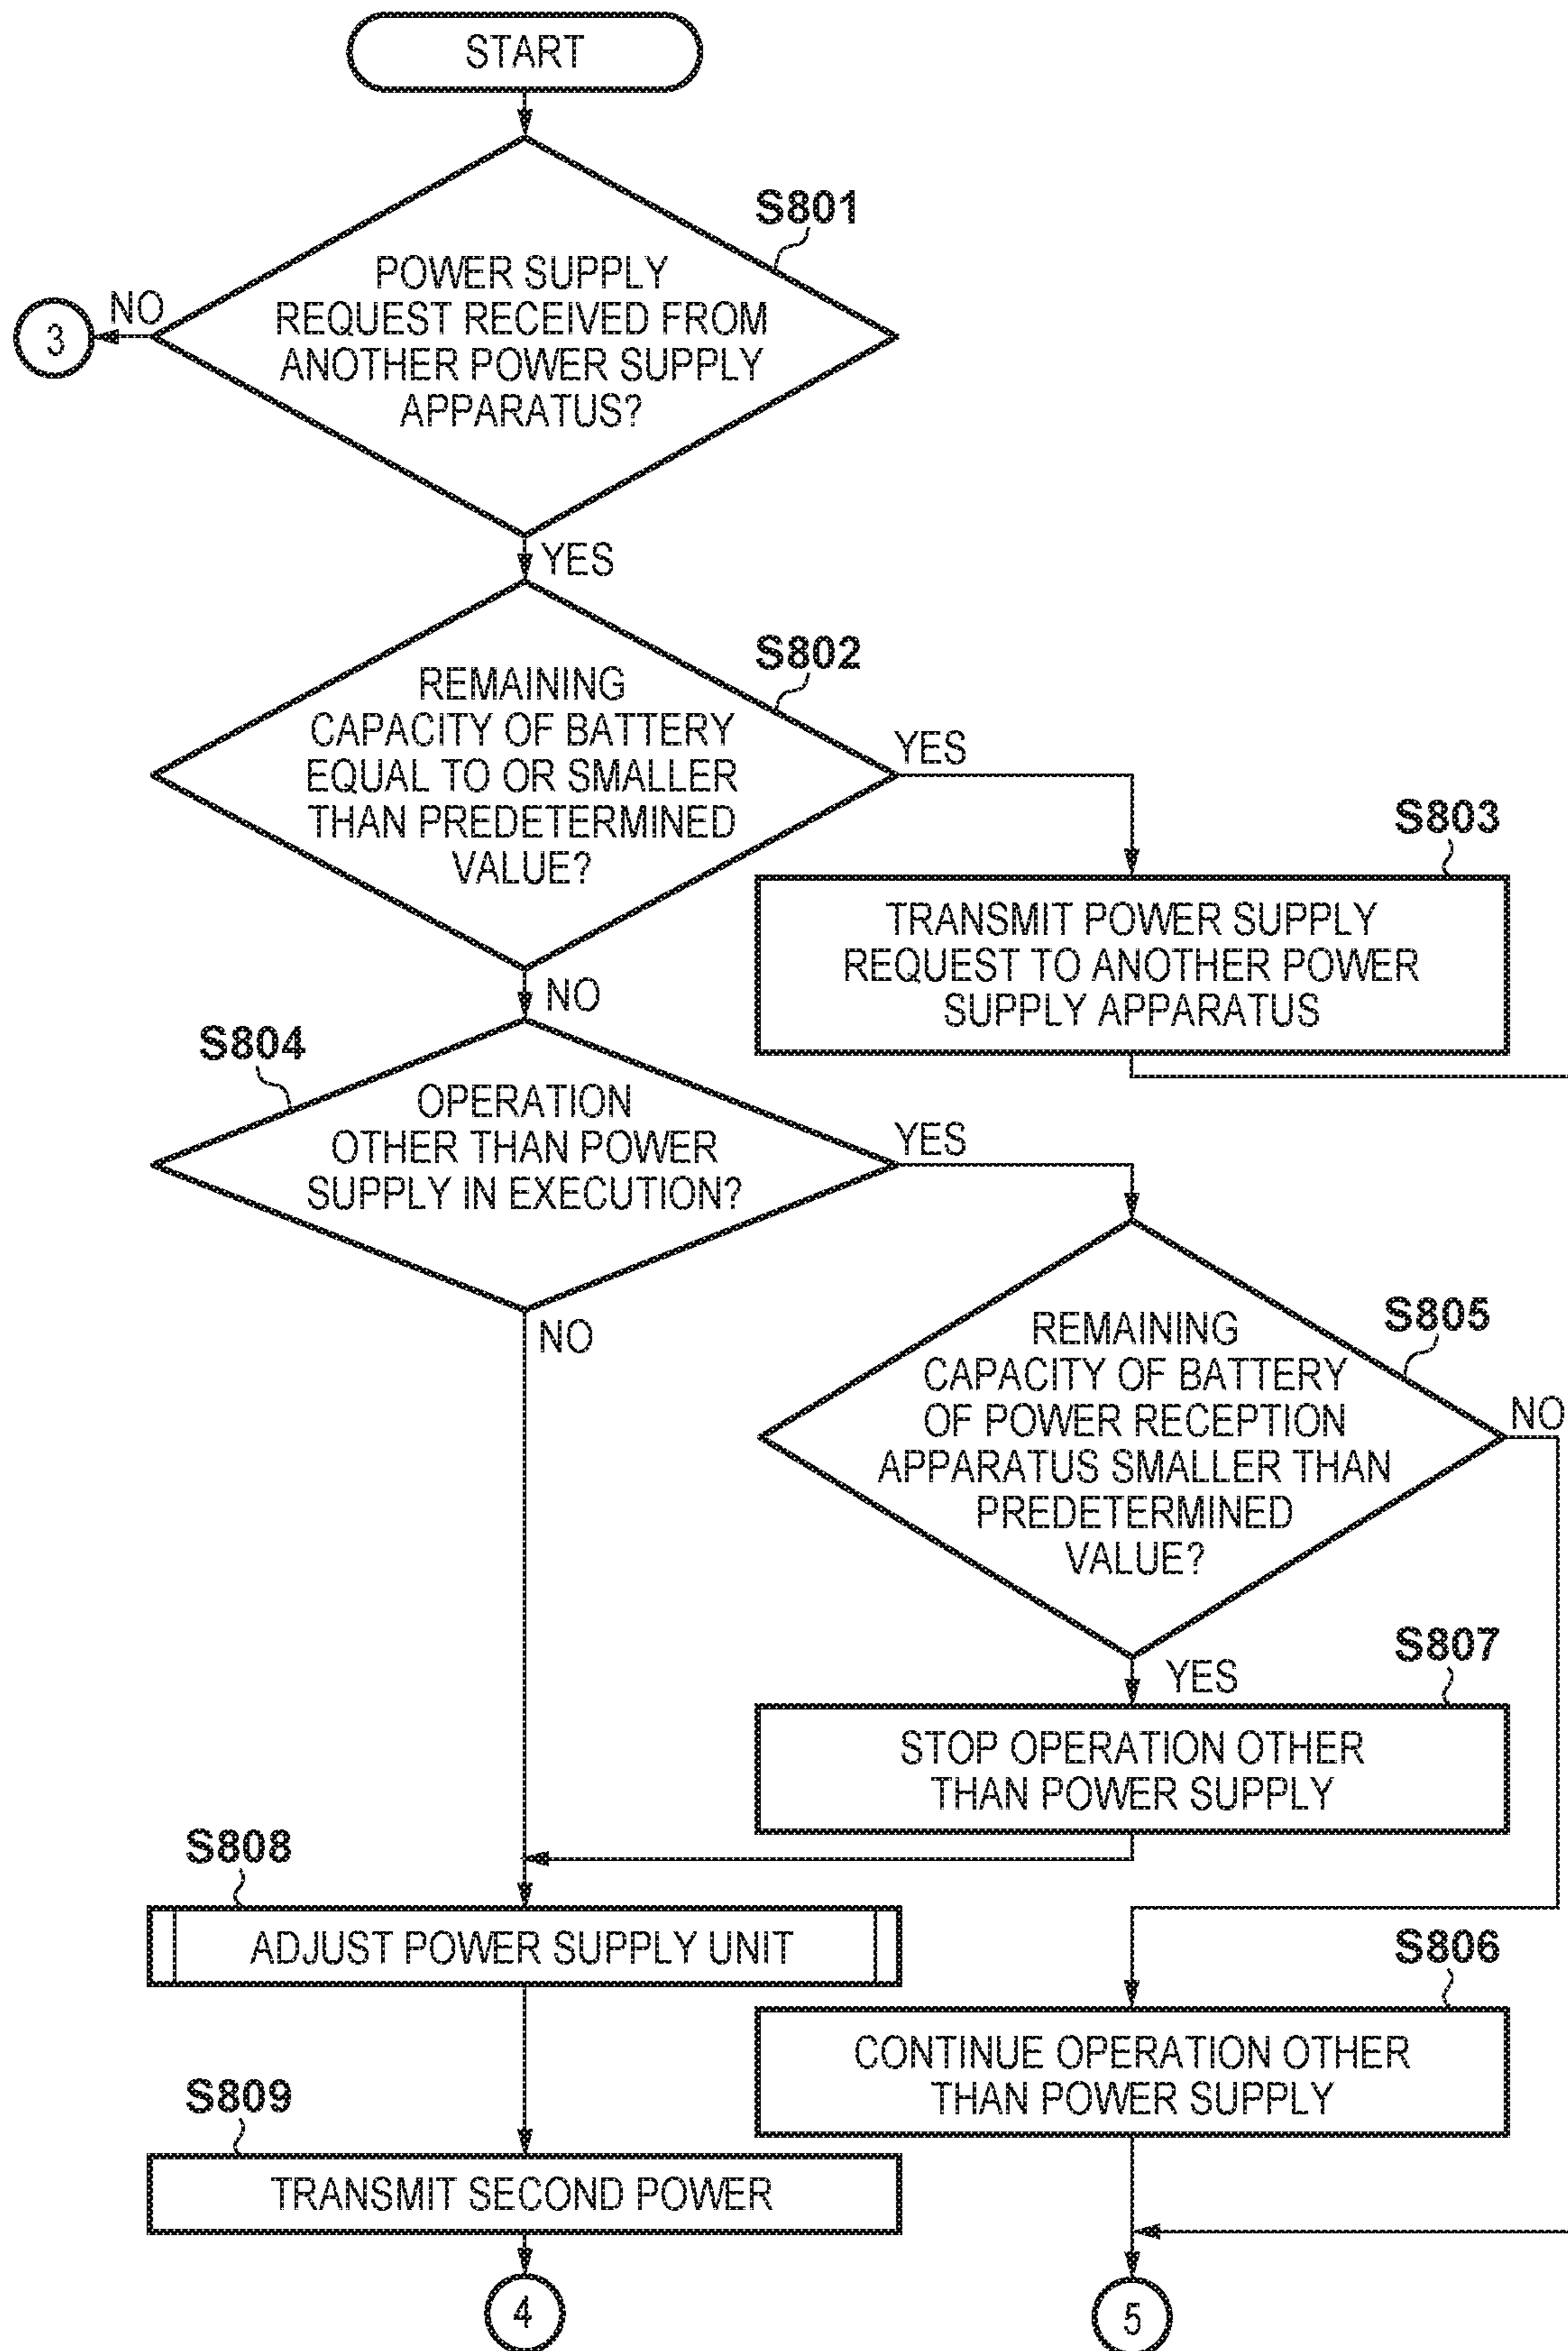 START
S801
POWER SUPPLY
REQUEST RECEIVED FROM
ANOTHER POWER SUPPLY
APPARATUS?
NO
3
YES
S802
REMAINING
CAPACITY OF BATTERY
EQUAL TO OR SMALLER
THAN PREDETERMINED
VALUE?
YES
S803
TRANSMIT POWER SUPPLY
REQUEST TO ANOTHER POWER
SUPPLY APPARATUS
NO
S804
OPERATION
OTHER THAN POWER
SUPPLY IN EXECUTION?
YES
NO
S805
REMAINING
CAPACITY OF BATTERY
OF POWER RECEPTION
APPARATUS SMALLER THAN
PREDETERMINED
VALUE?
NO
YES
S807
STOP OPERATION OTHER
THAN POWER SUPPLY
S808
ADJUST POWER SUPPLY UNIT
S806
CONTINUE OPERATION OTHER
THAN POWER SUPPLY
S809
TRANSMIT SECOND POWER
4
5